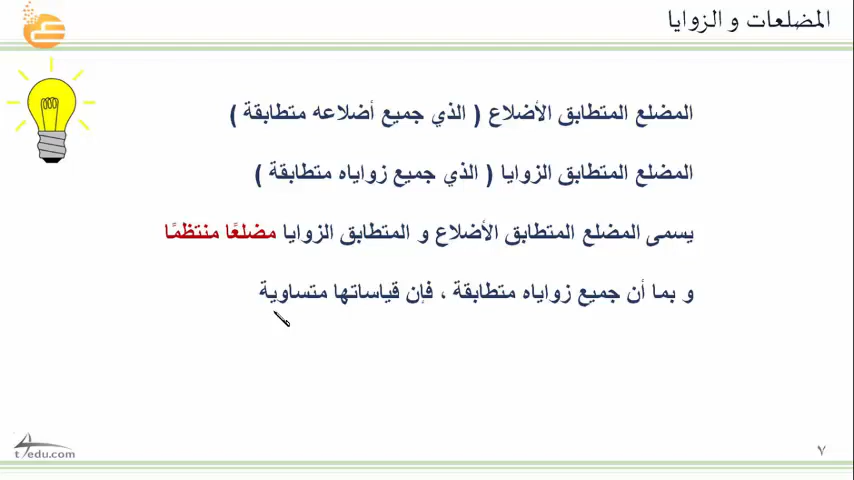 المضلعات و الزوايا
المضلع المتطابق الأضلاع ( الذي جميع أضلاعه متطابقة )
المضلع المتطابق الزوايا ( الذي جميع زواياه متطابقة )
يسمى المضلع المتطابق الأضلاع و المتطابق الزوايا مضلعًا منتظمًا
و بما أن جميع زواياه متطابقة ، فإن قياساتها متساوية
t4edu.com
٧